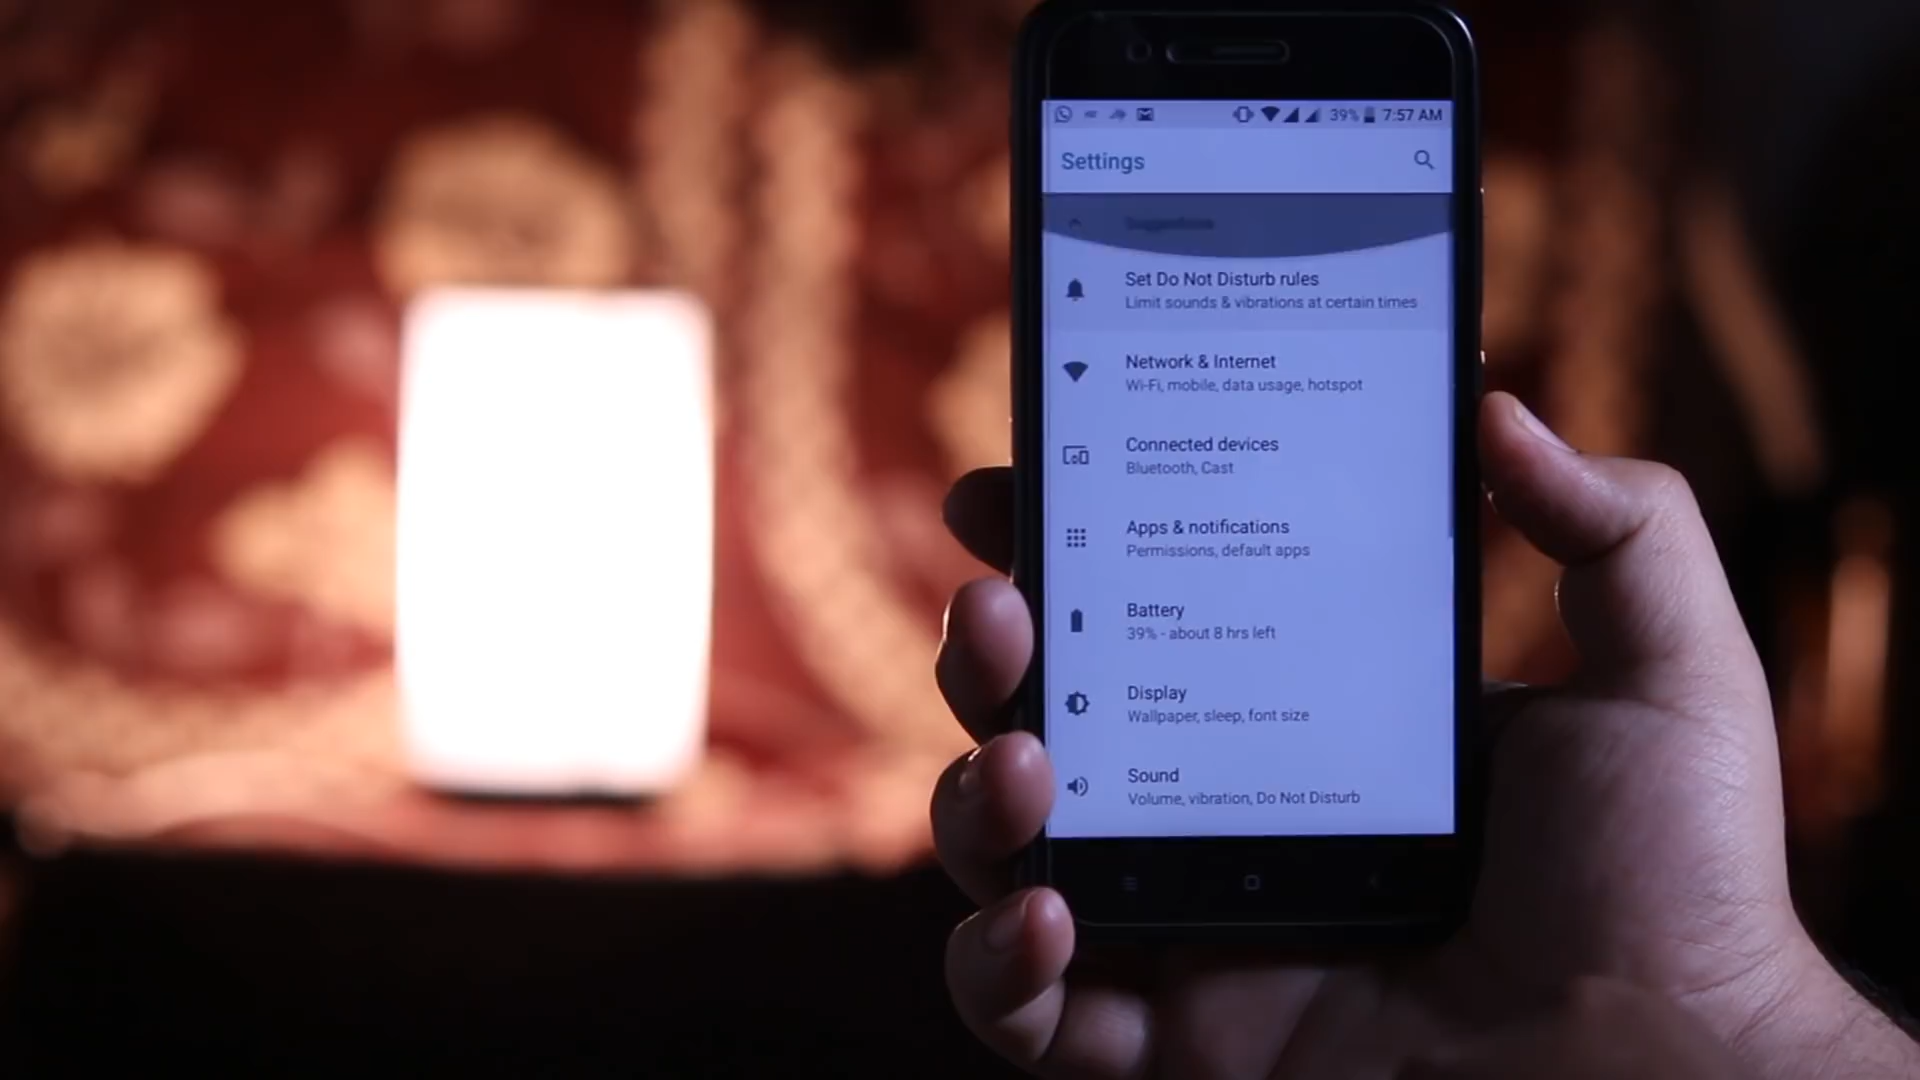 39% 7:57 AM
Settings
Suggestions
Set Do Not Disturb rules
Limit sounds & vibrations at certain times
Network & Internet
Wi-Fi, mobile, data usage, hotspot
Connected devices
Bluetooth, Cast
Apps & notifications
Permissions, default apps
Battery
39% - about 8 hrs left
Display
Wallpaper, sleep, font size
Sound
Volume, vibration, Do Not Disturb